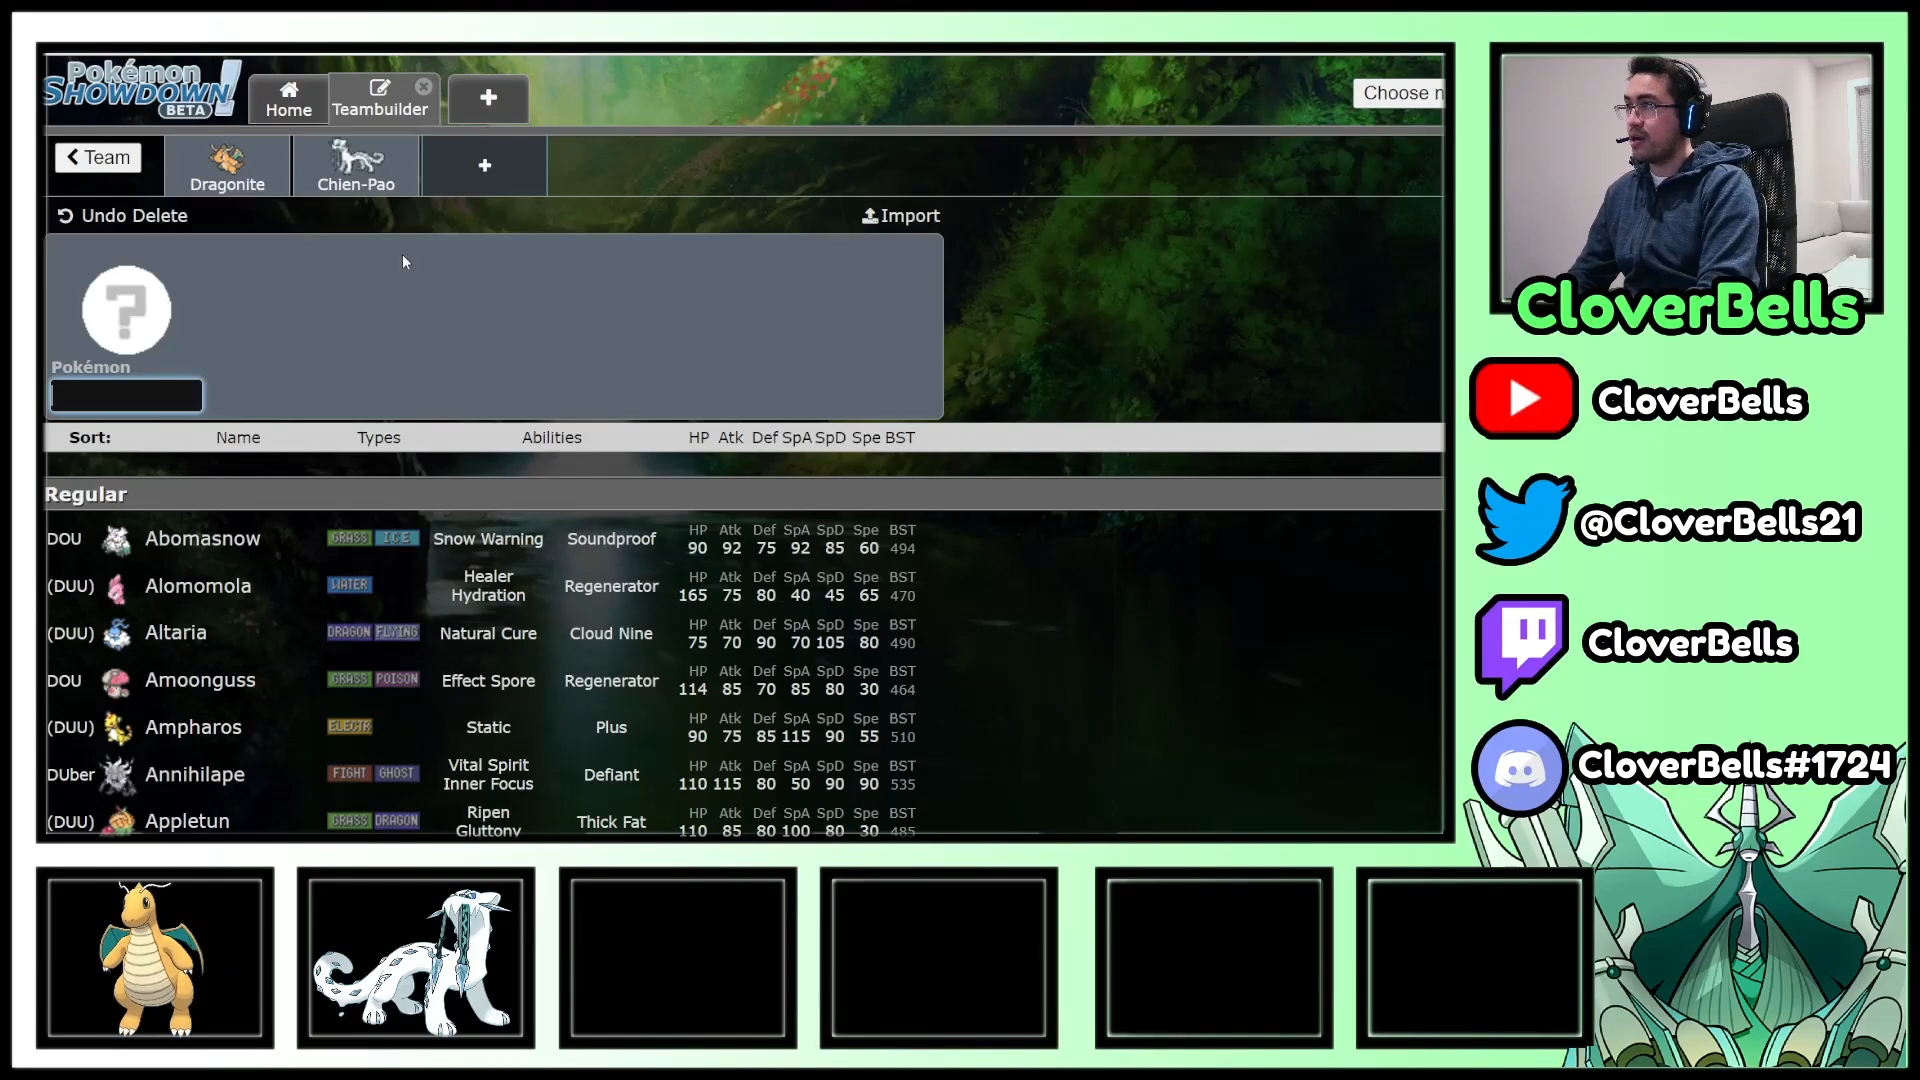 Pokémon
SHOWDOWN!
BETA
Home
Teambuilder
+
Choose n
Team
Dragonite
Chien-Pao
+
Undo Delete
Import
?
Pokémon
Sort: Name Types Abilities HP Atk Def SpA SpD Spe BST
Regular
DOU Abomasnow GRASS ICE Snow Warning Soundproof HP 90 Atk 92 Def 75 SpA 92 SpD 85 Spe 60 BST 494
(DUU) Alomomola WATER Healer Hydration Regenerator HP 165 Atk 75 Def 80 SpA 40 SpD 45 Spe 65 BST 470
(DUU) Altaria DRAGON FLYING Natural Cure Cloud Nine HP 75 Atk 70 Def 90 SpA 70 SpD 105 Spe 80 BST 490
DOU Amoonguss GRASS POISON Effect Spore Regenerator HP 114 Atk 85 Def 70 SpA 85 SpD 80 Spe 30 BST 464
(DUU) Ampharos ELECTR Static Plus HP 90 Atk 75 Def 85 SpA 115 SpD 90 Spe 55 BST 510
DUber Annihilape FIGHT GHOST Vital Spirit Inner Focus Defiant HP 110 Atk 115 Def 80 SpA 50 SpD 90 Spe 90 BST 535
(DUU) Appletun GRASS DRAGON Ripen Gluttony Thick Fat HP 110 Atk 85 Def 80 SpA 100 SpD 80 Spe 30 BST 485
CloverBells
CloverBells
@CloverBells21
CloverBells
CloverBells#1724